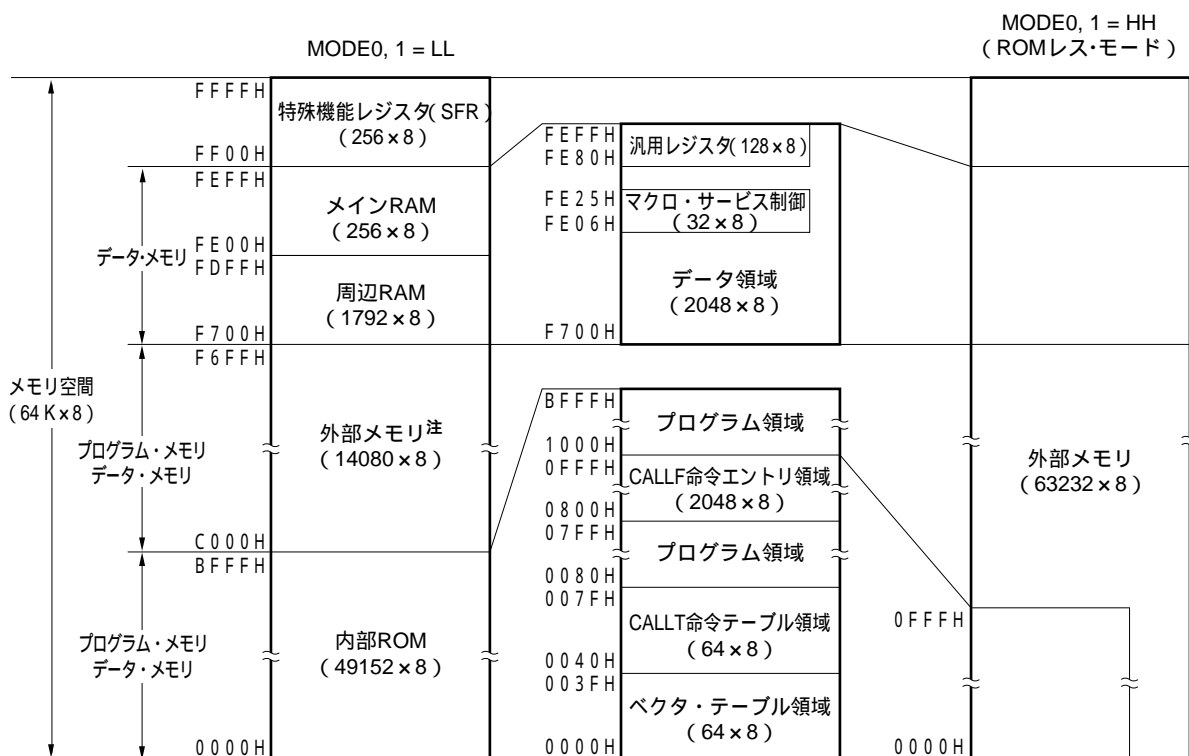 MODE0, 1 = LL
MODE0, 1 = HH
（ROMレス・モード）
メモリ空間
（64 K×8）
データ・メモリ
プログラム・メモリ
データ・メモリ
プログラム・メモリ
データ・メモリ
FFFFH
特殊機能レジスタ（SFR）
（256×8）
FF00H
FEFFH
メインRAM
（256×8）
FE00H
FDFFH
周辺RAM
（1792×8）
F700H
F6FFH
外部メモリ注
（14080×8）
C000H
BFFFH
内部ROM
（49152×8）
0000H
FEFFH
汎用レジスタ（128×8）
FE80H
FE25H
マクロ・サービス制御
（32×8）
FE06H
データ領域
（2048×8）
F700H
BFFFH
プログラム領域
1000H
0FFFH
CALLF命令エントリ領域
（2048×8）
0800H
07FFH
プログラム領域
0080H
007FH
CALLT命令テーブル領域
（64×8）
0040H
003FH
ベクタ・テーブル領域
（64×8）
0000H
外部メモリ
（63232×8）
0FFFH
0000H